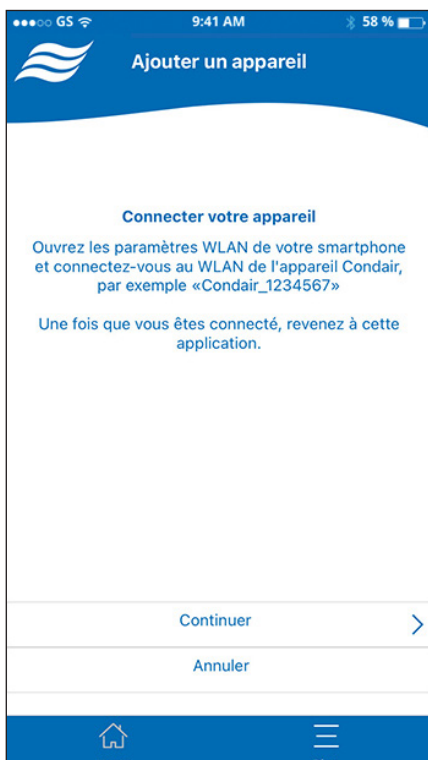 GS 9:41 AM 58 %
Ajouter un appareil
Connecter votre appareil
Ouvrez les paramètres WLAN de votre smartphone
et connectez-vous au WLAN de l'appareil Condair,
par exemple «Condair_1234567»
Une fois que vous êtes connecté, revenez à cette
application.
Continuer
Annuler